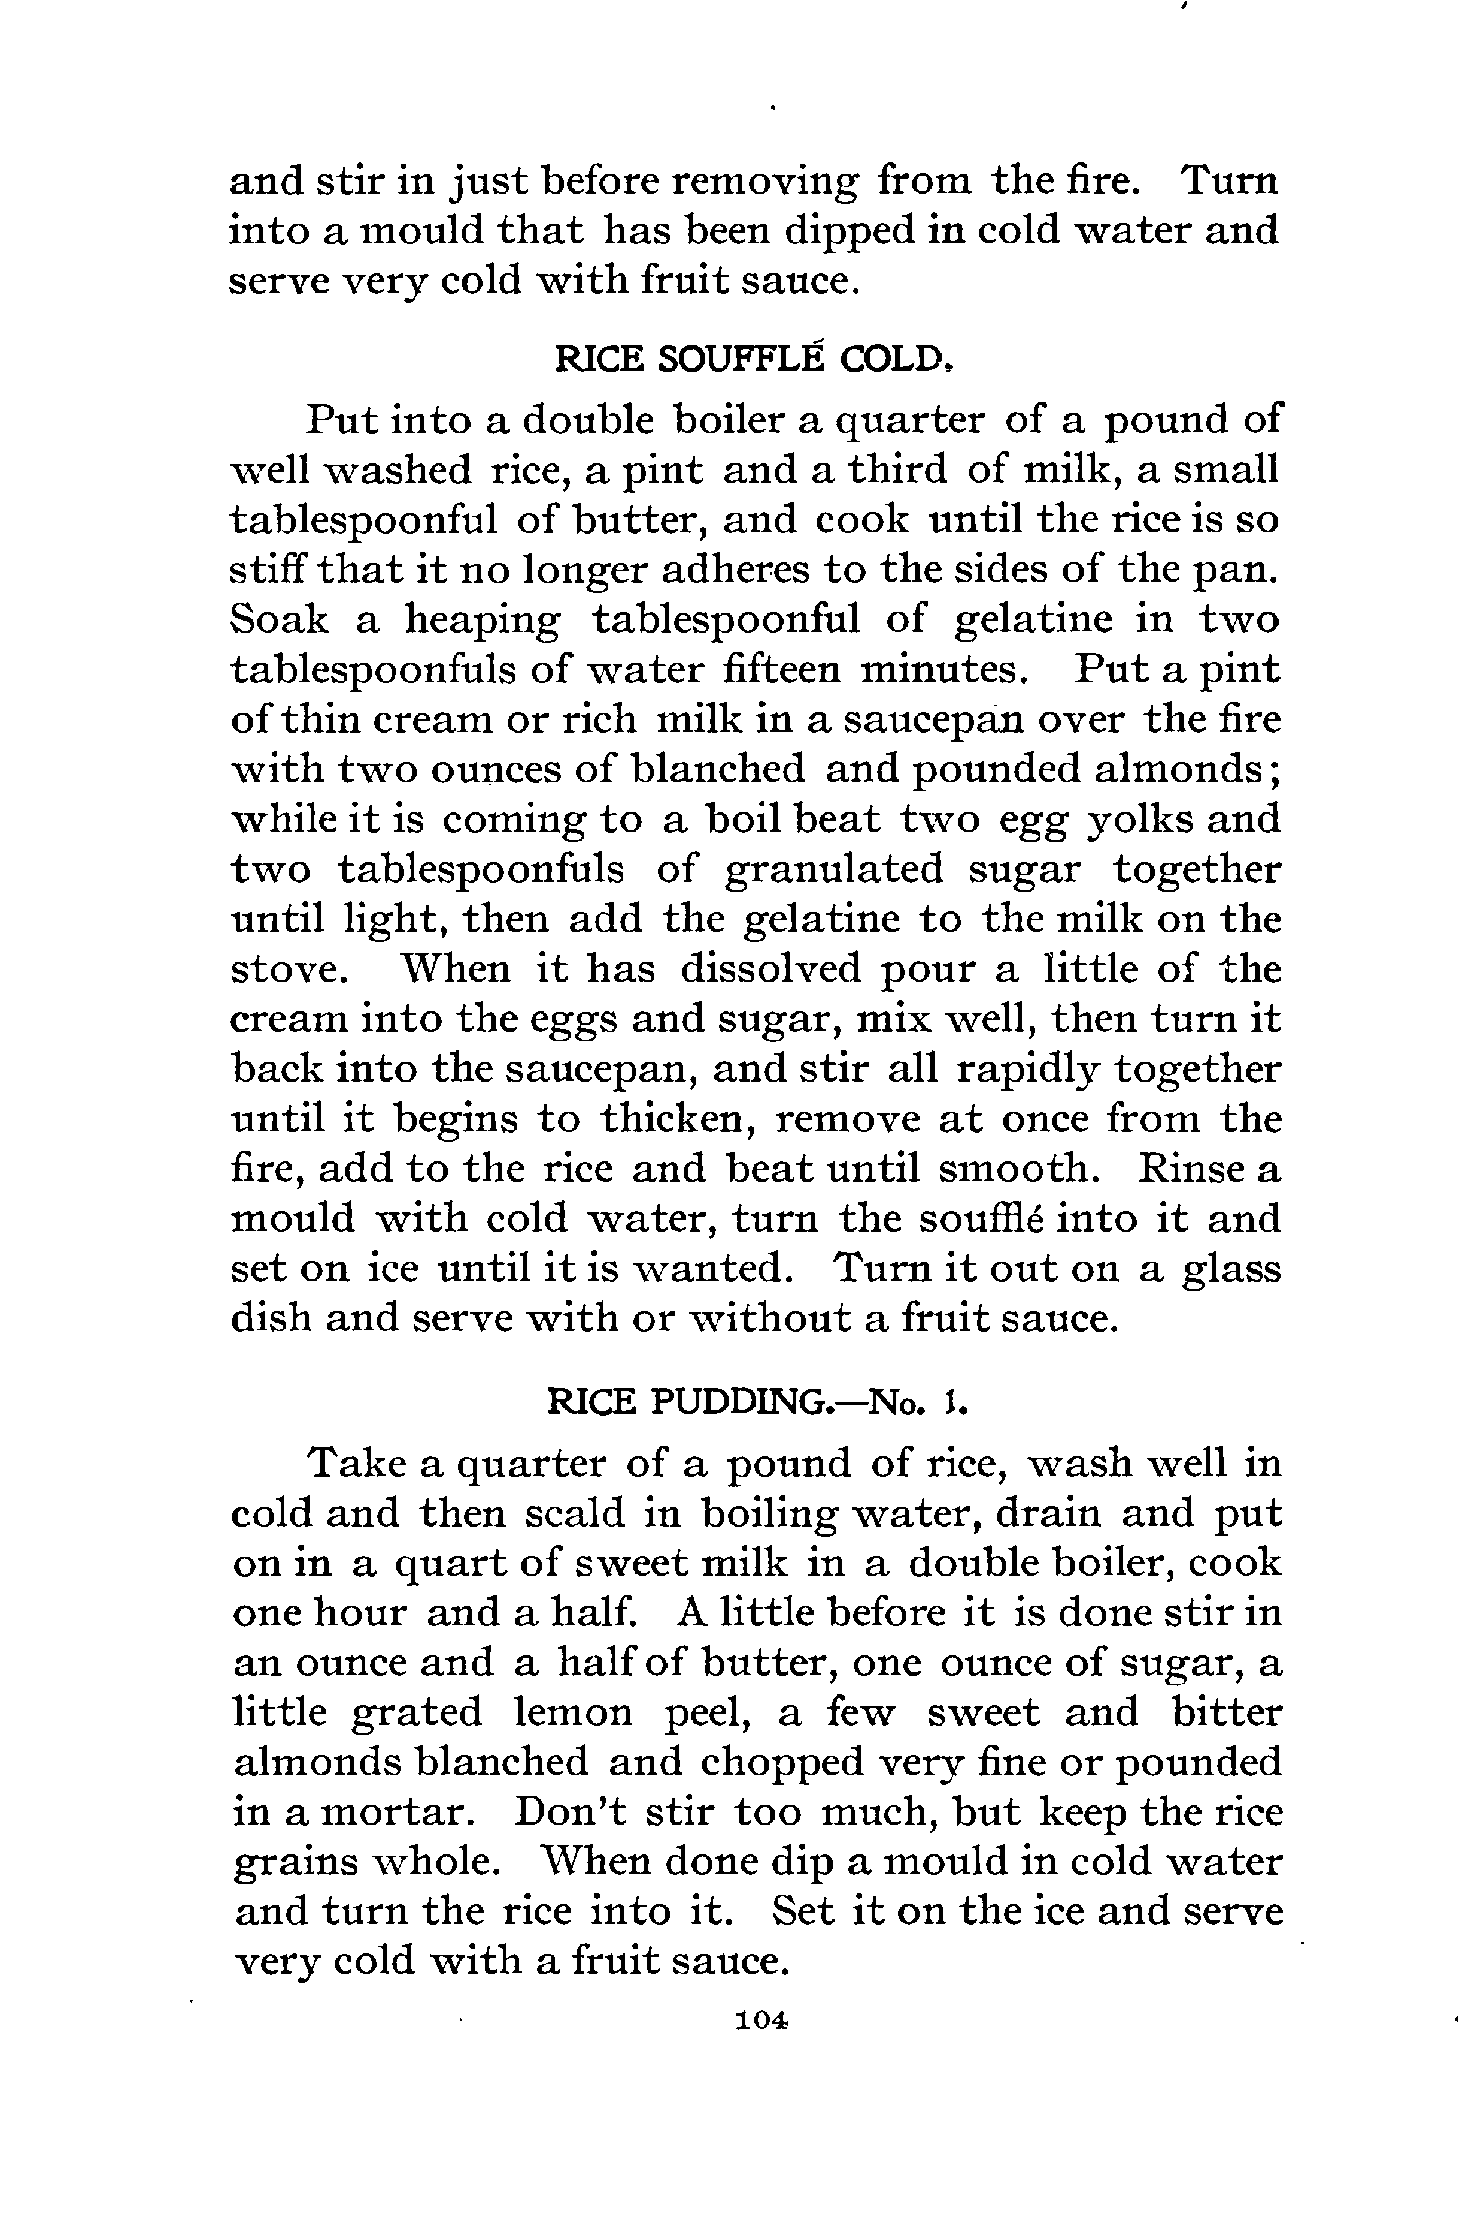 and stir in just before removing from the fire. Turn
into a mould that has been dipped in cold water and
serve very cold with fruit sauce.
RICE SOUFFLÉ COLD.
Put into a double boiler a quarter of a pound of
well washed rice, a pint and a third of milk, a small
tablespoonful of butter, and cook until the rice is so
stiff that it no longer adheres to the sides of the pan.
Soak a heaping tablespoonful of gelatine in two
tablespoonfuls of water fifteen minutes. Put a pint
of thin cream or rich milk in a saucepan over the fire
with two ounces of blanched and pounded almonds;
while it is coming to a boil beat two egg yolks and
two tablespoonfuls of granulated sugar together
until light, then add the gelatine to the milk on the
stove. When it has dissolved pour a little of the
cream into the eggs and sugar, mix well, then turn it
back into the saucepan, and stir all rapidly together
until it begins to thicken, remove at once from the
fire, add to the rice and beat until smooth. Rinse a
mould with cold water, turn the soufflé into it and
set on ice until it is wanted. Turn it out on a glass
dish and serve with or without a fruit sauce.
RICE PUDDING.—No. 1.
Take a quarter of a pound of rice, wash well in
cold and then scald in boiling water, drain and put
on in a quart of sweet milk in a double boiler, cook
one hour and a half. A little before it is done stir in
an ounce and a half of butter, one ounce of sugar, a
little grated lemon peel, a few sweet and bitter
almonds blanched and chopped very fine or pounded
in a mortar. Don't stir too much, but keep the rice
grains whole. When done dip a mould in cold water
and turn the rice into it. Set it on the ice and serve
very cold with a fruit sauce.
104